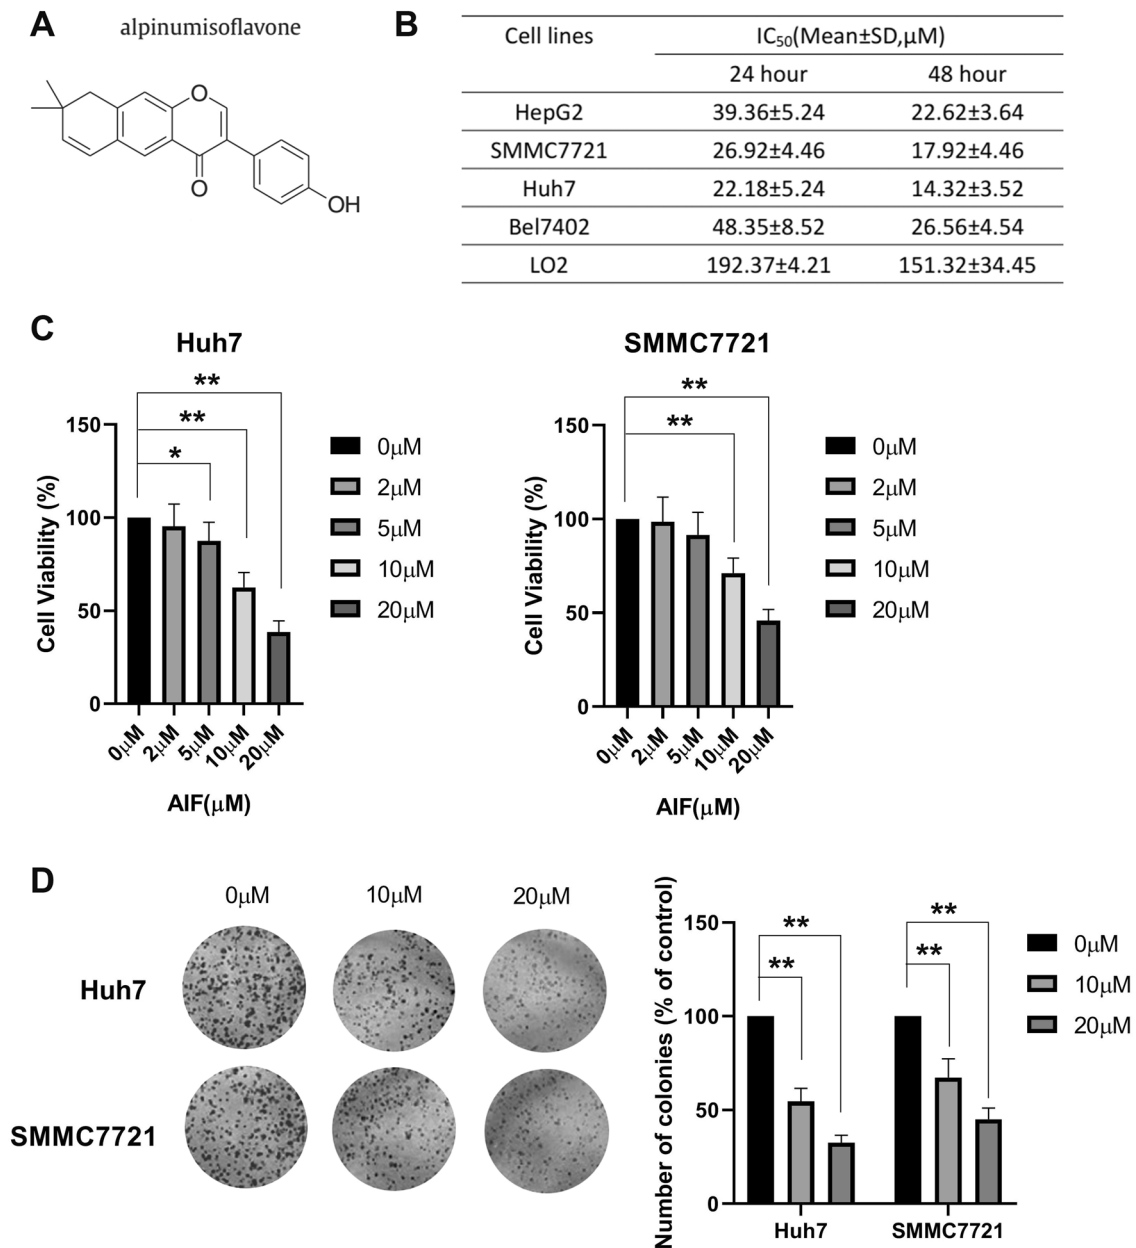 A
alpinumisoflavone
O
O
OH
B
Cell lines IC50(Mean±SD,μM)
24 hour 48 hour
HepG2 39.36±5.24 22.62±3.64
SMMC7721 26.92±4.46 17.92±4.46
Huh7 22.18±5.24 14.32±3.52
Bel7402 48.35±8.52 26.56±4.54
LO2 192.37±4.21 151.32±34.45
C
Huh7
**
**
*
150
100
50
0
Cell Viability (%)
0μM
2μM
5μM
10μM
20μM
AIF(μM)
0μM
2μM
5μM
10μM
20μM
SMMC7721
**
**
150
100
50
0
Cell Viability (%)
0μM
2μM
5μM
10μM
20μM
AIF(μM)
0μM
2μM
5μM
10μM
20μM
D
0μM 10μM 20μM
Huh7
SMMC7721
Number of colonies (% of control)
150
100
50
0
**
**
**
**
Huh7 SMMC7721
0μM
10μM
20μM